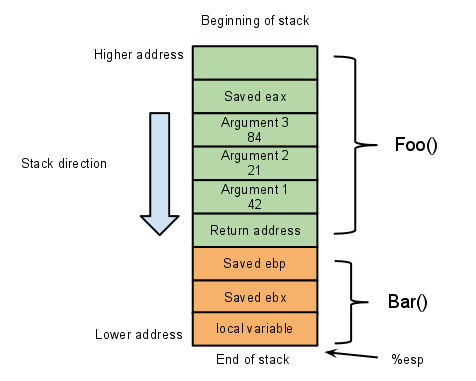 Beginning of stack
Higher address
Saved eax
Argument 3
84
Argument 2
21
Argument 1
42
Return address
Foo()
Stack direction
Saved ebp
Saved ebx
local variable
Bar()
Lower address
End of stack
%esp